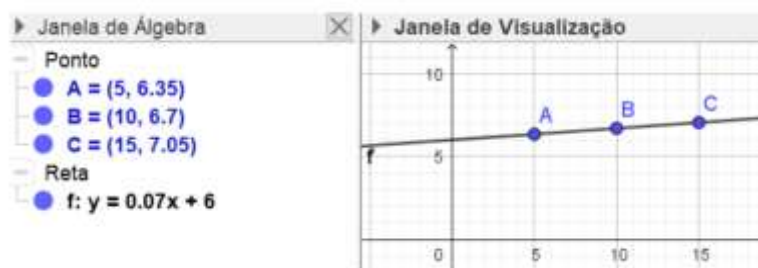 Janela de Álgebra
Ponto
A = (5, 6.35)
B = (10, 6.7)
C = (15, 7.05)
Reta
f: y = 0.07x + 6
Janela de Visualização
10
A
B
C
f
5
0
5
10
15